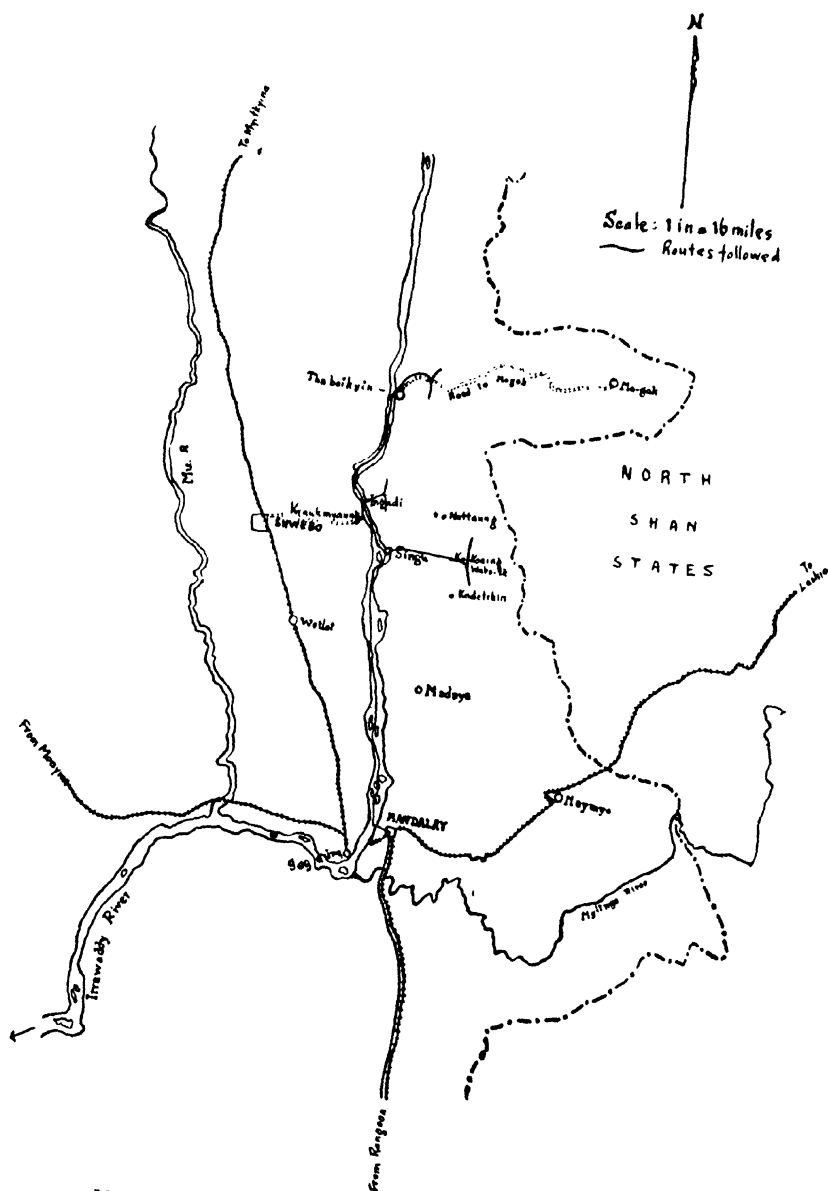 N
To Myitkyina
Scale: 1 in = 16 miles
Routes followed
Thabeikyin
Road to Mogok
Mogok
Mu. R
NORTH
SHAN
STATES
Kyaukmyaung
SHWEBO
Nattaung
Singu
Kadetchin
To
Lashio
Wetlet
Madaya
From Monywa
Maymyo
MANDALAY
Myitnge River
Irrawaddy River
From Rangoon